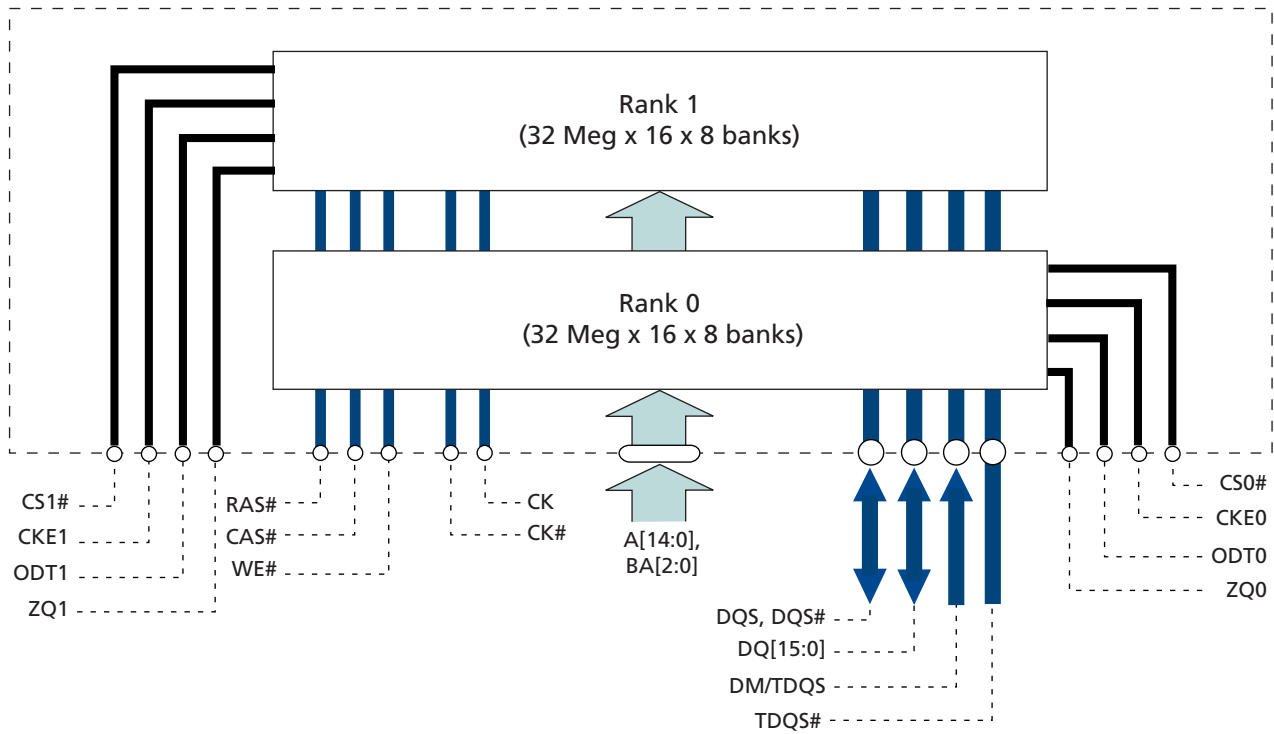 Rank 1
(32 Meg x 16 x 8 banks)
Rank 0
(32 Meg x 16 x 8 banks)
CS1#
CKE1
ODT1
ZQ1
RAS#
CAS#
WE#
CK
CK#
A[14:0],
BA[2:0]
DQS, DQS#
DQ[15:0]
DM/TDQS
TDQS#
CS0#
CKE0
ODT0
ZQ0